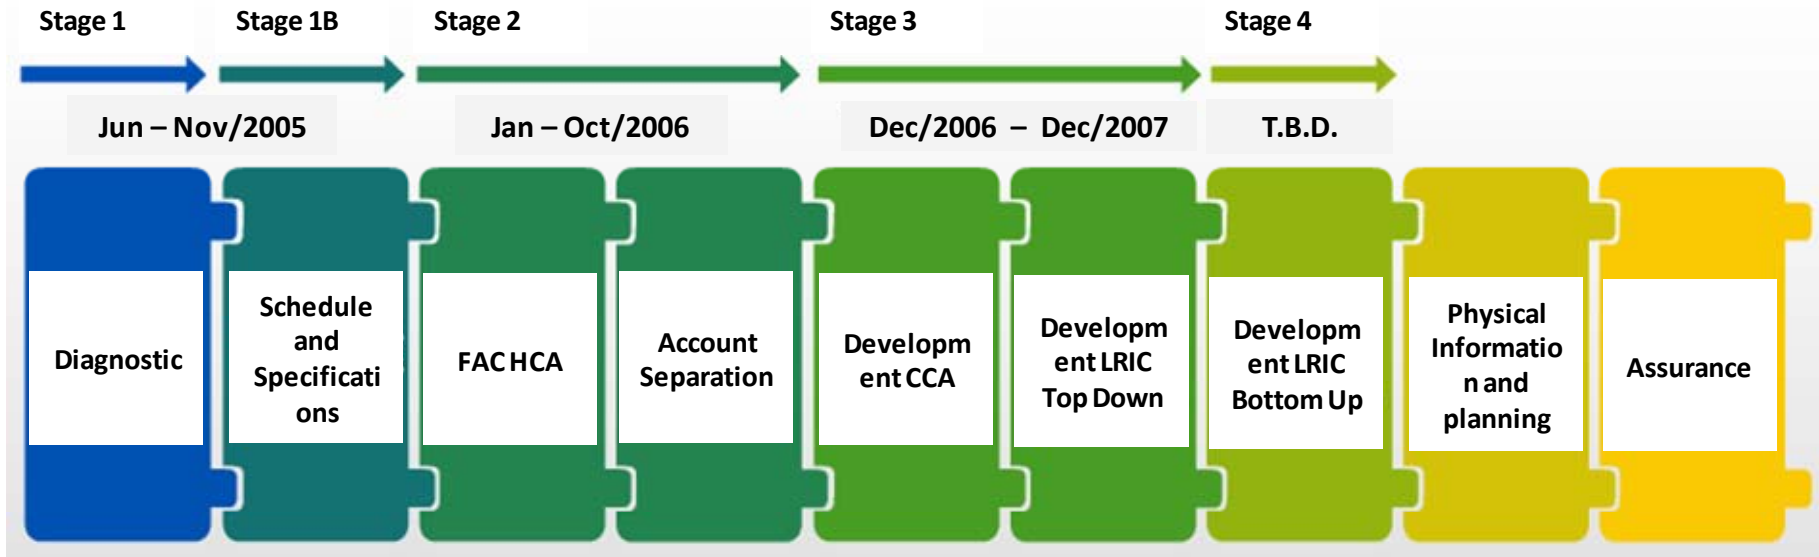 Stage 1
Stage 1B
Stage 2
Stage 3
Stage 4
Jun – Nov/2005
Jan – Oct/2006
Dec/2006 – Dec/2007
T.B.D.
Diagnostic
Schedule
and
Specificati
ons
FAC HCA
Account
Separation
Developm
ent CCA
Developm
ent LRIC
Top Down
Developm
ent LRIC
Bottom Up
Physical
Informatio
n and
planning
Assurance